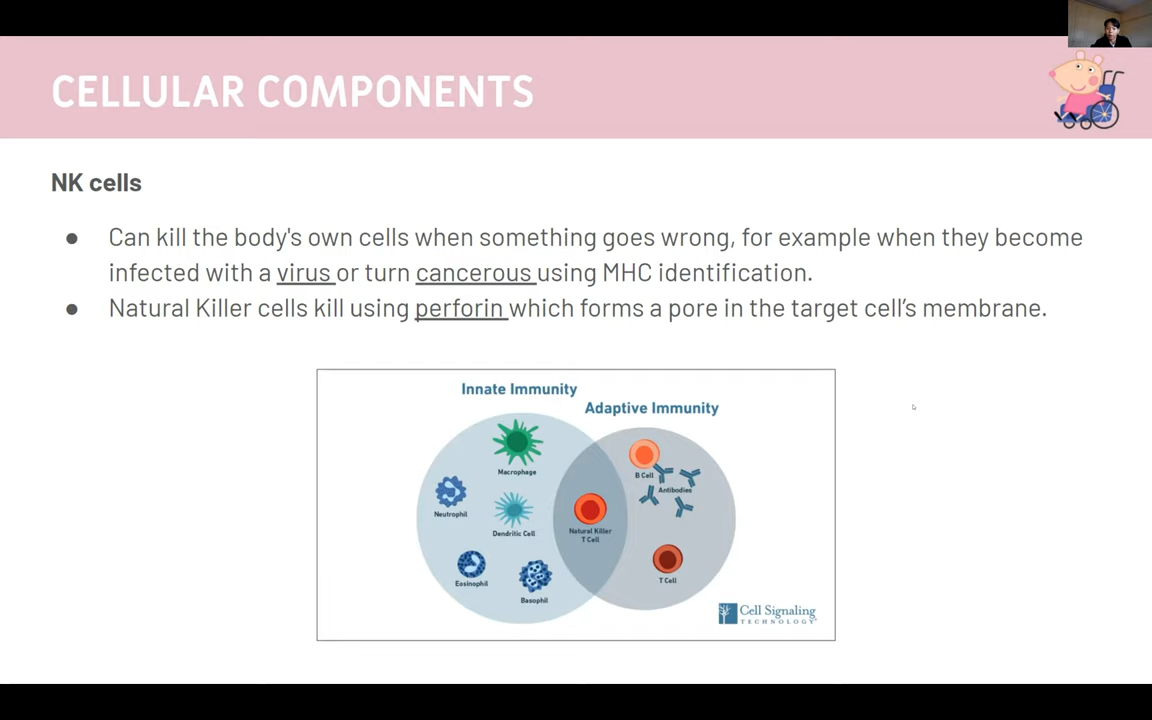 CELLULAR COMPONENTS
NK cells
● Can kill the body's own cells when something goes wrong, for example when they become
infected with a virus or turn cancerous using MHC identification.
● Natural Killer cells kill using perforin which forms a pore in the target cell’s membrane.
Innate Immunity
Adaptive Immunity
Macrophage
B Cell
Antibodies
Neutrophil
Dendritic Cell
Natural Killer
T Cell
Eosinophil
T Cell
Basophil
Cell Signaling
TECHNOLOGY